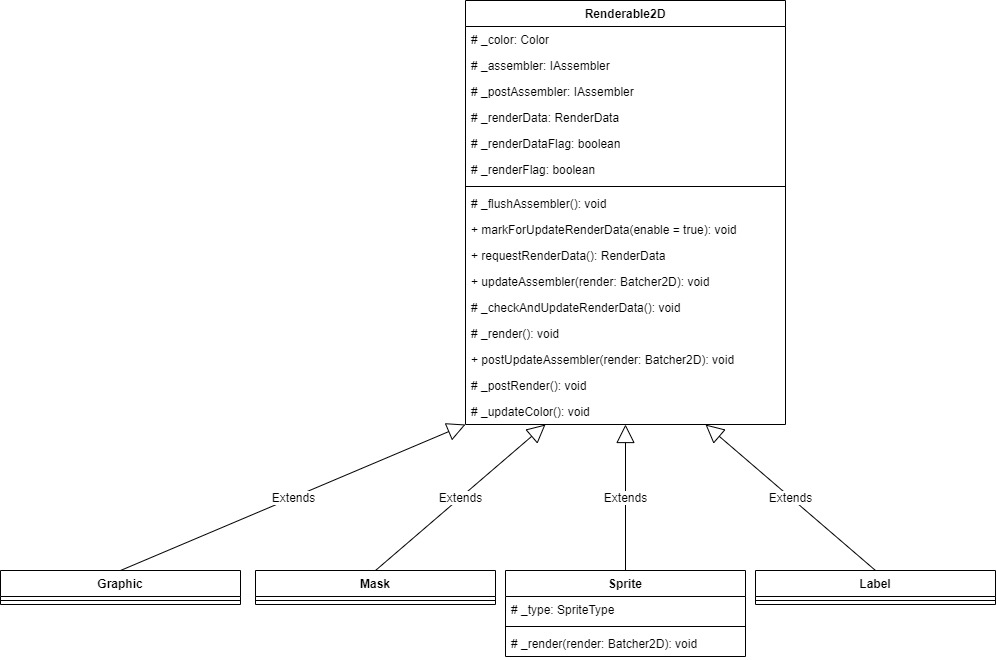 Renderable2D
# _color: Color
# _assembler: IAssembler
# _postAssembler: IAssembler
# _renderData: RenderData
# _renderDataFlag: boolean
# _renderFlag: boolean
# _flushAssembler(): void
+ markForUpdateRenderData(enable = true): void
+ requestRenderData(): RenderData
+ updateAssembler(render: Batcher2D): void
# _checkAndUpdateRenderData(): void
# _render(): void
+ postUpdateAssembler(render: Batcher2D): void
# _postRender(): void
# _updateColor(): void
Extends
Extends
Extends
Extends
Graphic
Mask
Sprite
Label
# _type: SpriteType
# _render(render: Batcher2D): void